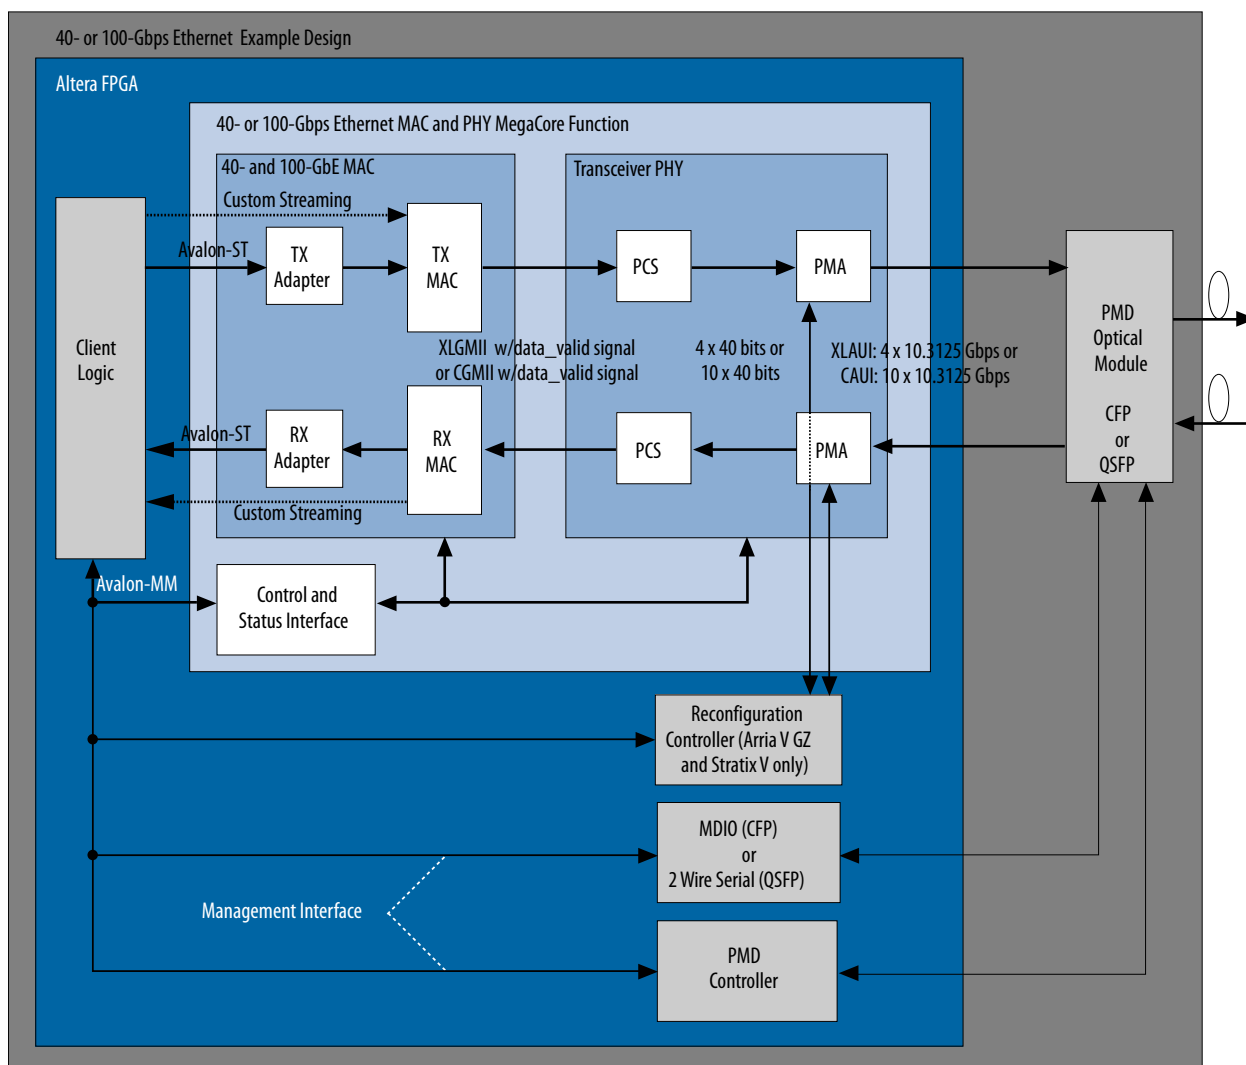 40- or 100-Gbps Ethernet Example Design
Altera FPGA
40- or 100-Gbps Ethernet MAC and PHY MegaCore Function
40- and 100-GbE MAC
Transceiver PHY
Custom Streaming
Avalon-ST
TX
Adapter
TX
MAC
PCS
PMA
Client
Logic
XLGMII w/data_valid signal
or CGMII w/data_valid signal
4 x 40 bits or
10 x 40 bits
XLAUI: 4 x 10.3125 Gbps or
CAUI: 10 x 10.3125 Gbps
PMD
Optical
Module
CFP
or
QSFP
Avalon-ST
RX
Adapter
RX
MAC
PCS
PMA
Custom Streaming
Avalon-MM
Control and
Status Interface
Reconfiguration
Controller (Arria V GZ
and Stratix V only)
MDIO (CFP)
or
2 Wire Serial (QSFP)
Management Interface
PMD
Controller